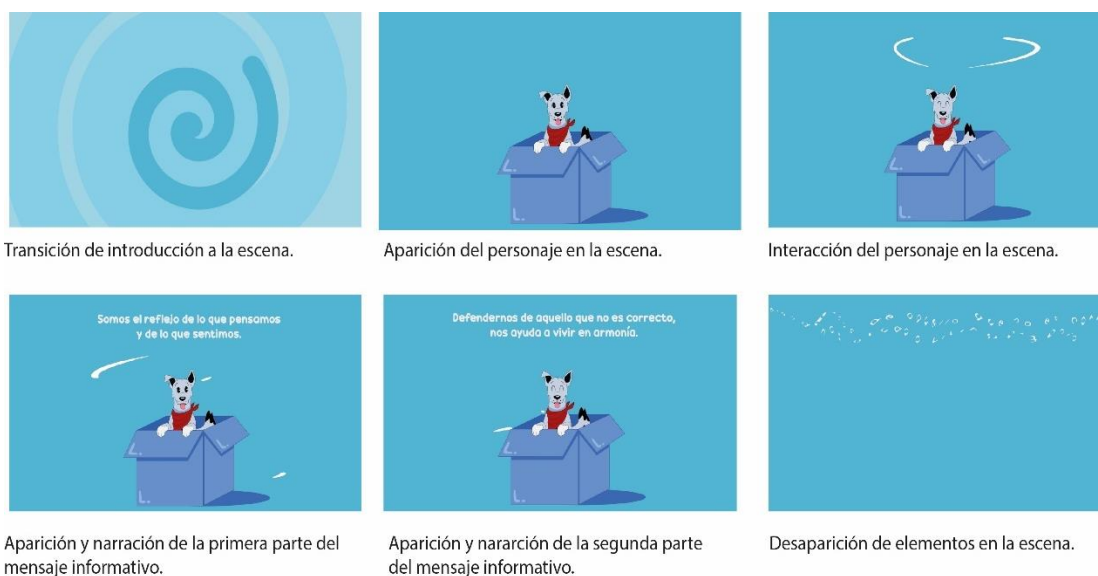 Transición de introducción a la escena.
Aparición del personaje en la escena.
Interacción del personaje en la escena.
Somos el reflejo de lo que pensamos
y de lo que sentimos.
Defendernos de aquello que no es correcto,
nos ayuda a vivir en armonía.
Aparición y narración de la primera parte del
mensaje informativo.
Aparición y nararción de la segunda parte
del mensaje informativo.
Desaparición de elementos en la escena.